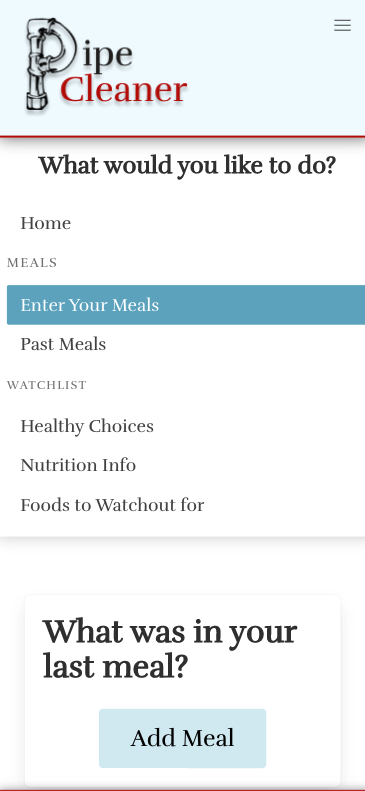 Pipe
Cleaner
What would you like to do?
Home
MEALS
Enter Your Meals
Past Meals
WATCHLIST
Healthy Choices
Nutrition Info
Foods to Watchout for
What was in your
last meal?
Add Meal